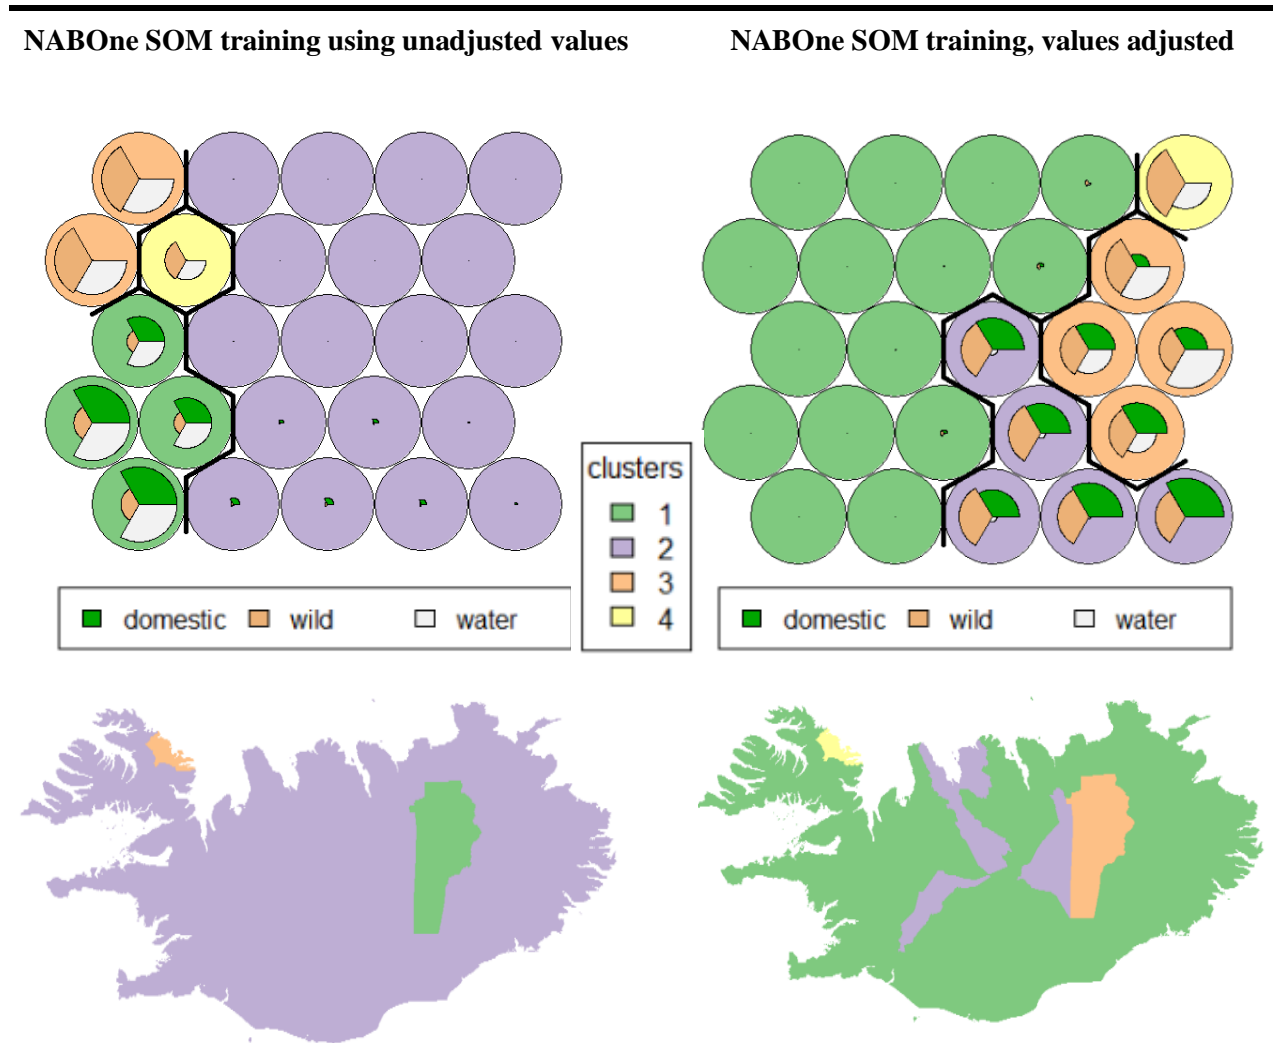 NABOne SOM training using unadjusted values
NABOne SOM training, values adjusted
clusters
1
2
3
4
domestic wild water
domestic wild water